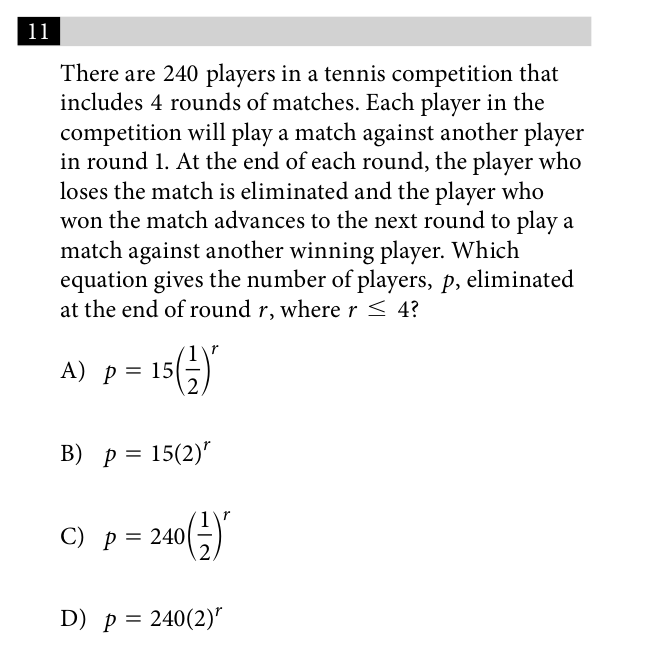 11
There are 240 players in a tennis competition that
includes 4 rounds of matches. Each player in the
competition will play a match against another player
in round 1. At the end of each round, the player who
loses the match is eliminated and the player who
won the match advances to the next round to play a
match against another winning player. Which
equation gives the number of players, p, eliminated
at the end of round r, where r ≤ 4?
A) p = 15(1/2)^r
B) p = 15(2)^r
C) p = 240(1/2)^r
D) p = 240(2)^r